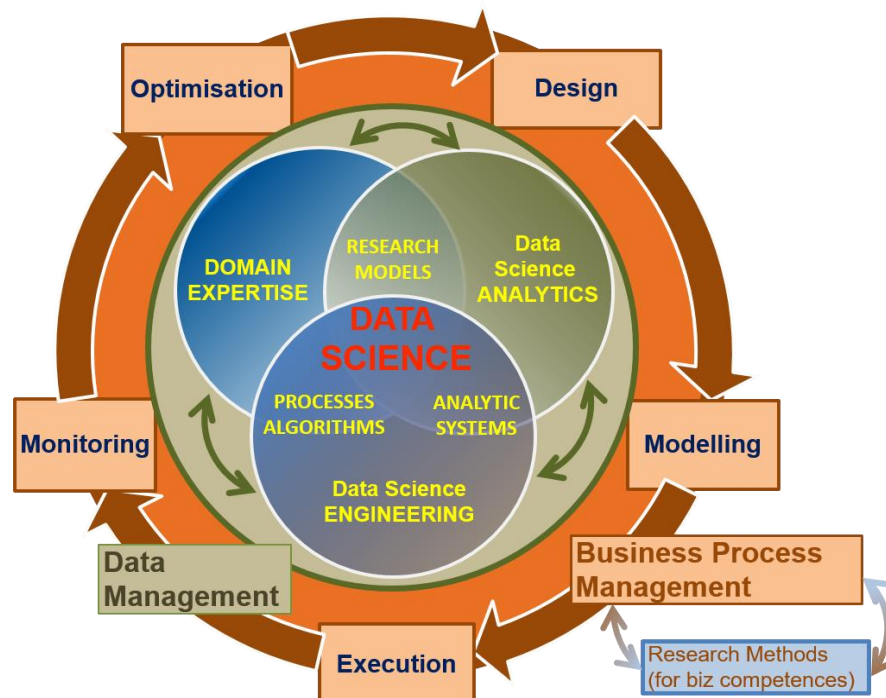 Optimisation
Design
RESEARCH
MODELS
DOMAIN
EXPERTISE
Data
Science
ANALYTICS
DATA
SCIENCE
PROCESSES
ALGORITHMS
ANALYTIC
SYSTEMS
Monitoring
Modelling
Data Science
ENGINEERING
Data
Management
Business Process
Management
Execution
Research Methods
(for biz competences)